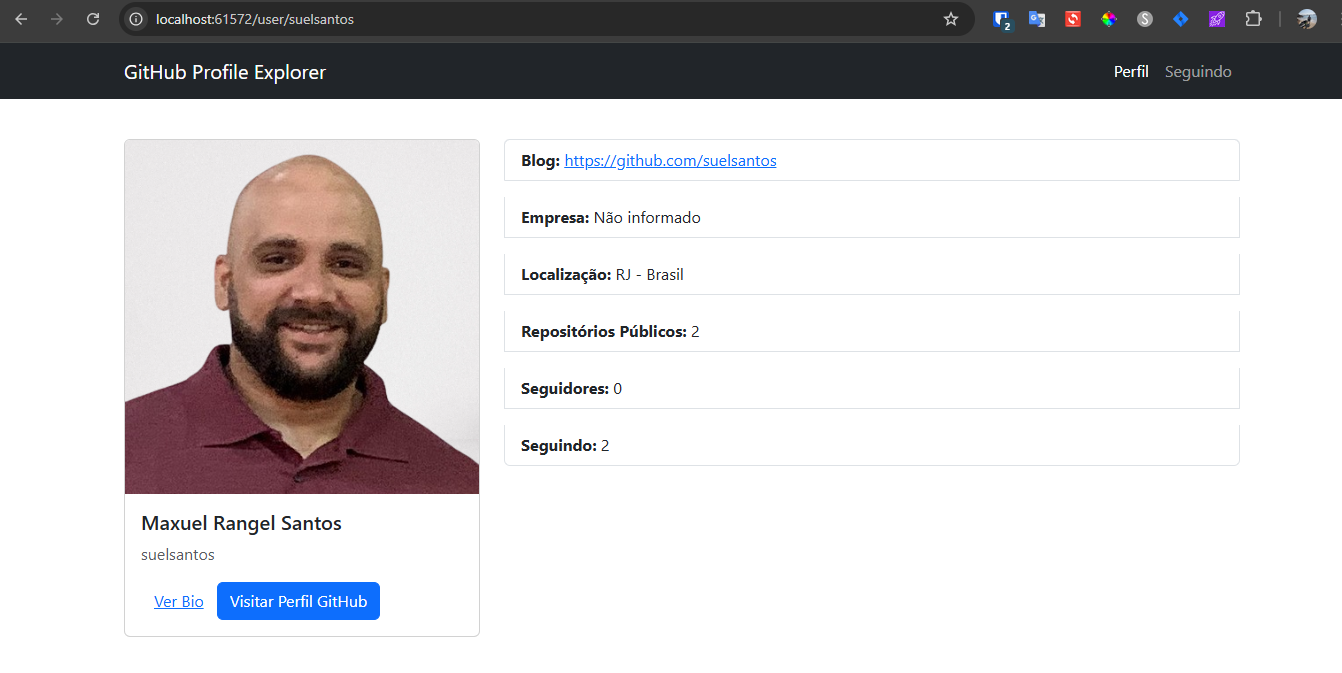 localhost:61572/user/suelsantos
2
S
GitHub Profile Explorer
Perfil
Seguindo
Blog: https://github.com/suelsantos
Empresa: Não informado
Localização: RJ - Brasil
Repositórios Públicos: 2
Seguidores: 0
Seguindo: 2
Maxuel Rangel Santos
suelsantos
Ver Bio
Visitar Perfil GitHub